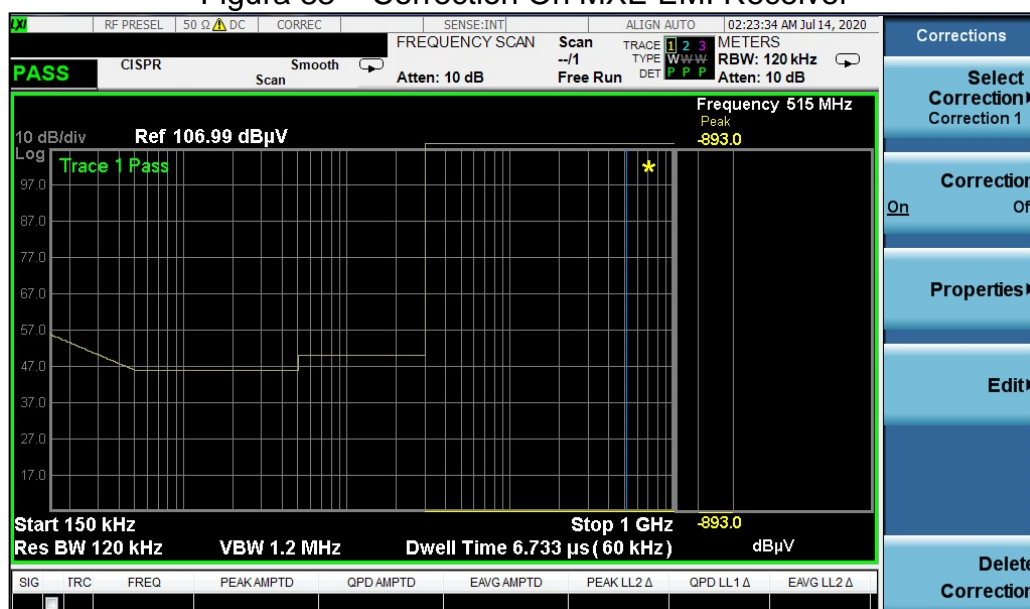 Correction On MXE EMI Receiver
LXI RF PRESEL 50 Ω DC CORREC SENSE:INT ALIGN AUTO 02:23:34 AM Jul 14, 2020
FREQUENCY SCAN Scan TRACE 1 2 3 METERS
PASS CISPR Smooth --/1 TYPE W W W RBW: 120 kHz
Scan Atten: 10 dB Free Run DET P P P Atten: 10 dB
Frequency 515 MHz
Peak
10 dB/div Ref 106.99 dBµV -893.0
Log
Trace 1 Pass *
97.0
87.0
77.0
67.0
57.0
47.0
37.0
27.0
17.0
Start 150 kHz Stop 1 GHz -893.0
Res BW 120 kHz VBW 1.2 MHz Dwell Time 6.733 µs (60 kHz) dBµV
SIG TRC FREQ PEAK AMPTD QPD AMPTD EAVG AMPTD PEAK LL2 Δ QPD LL1 Δ EAVG LL2 Δ
Corrections
Select
Correction
Correction 1
Correction
On Of
Properties
Edit
Delete
Correction